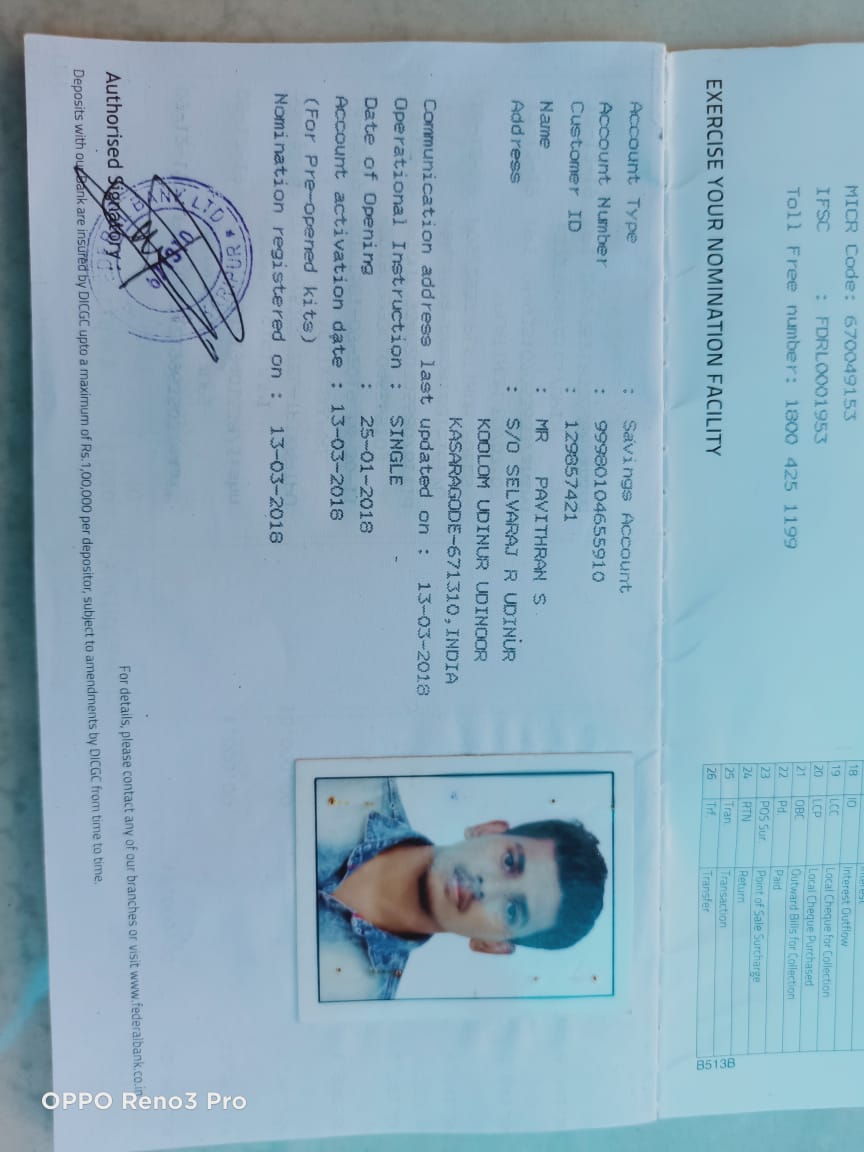 MICR Code: 670049153
IFSC : FDRL0001953
Toll Free number: 1800 425 1199
EXERCISE YOUR NOMINATION FACILITY
18 IO Interest Outflow
19 LCC Local Cheque for Collection
20 LCP Local Cheque Purchased
21 OBC Outward Bills for Collection
22 Pd. Paid
23 POS Sur Point of Sale Surcharge
24 RTN Return
25 Tran Transaction
26 Trf. Transfer
B513B
Account Type : Savings Account
Account Number : 99980104655910
Customer ID : 129857421
Name : MR PAVITHRAN S
Address : S/O SELVARAJ R UDINUR
KOOLOM UDINUR UDINOOR
KASARAGODE-671310,INDIA
Communication address last updated on : 13-03-2018
Operational Instruction : SINGLE
Date of Opening : 25-01-2018
Account activation date : 13-03-2018
(For Pre-opened kits)
Nomination registered on : 13-03-2018
Authorised Signatory
For details, please contact any of our branches or visit www.federalbank.co.in
Deposits with our Bank are insured by DICGC upto a maximum of Rs.1,00,000 per depositor, subject to amendments by DICGC from time to time.
OPPO Reno3 Pro